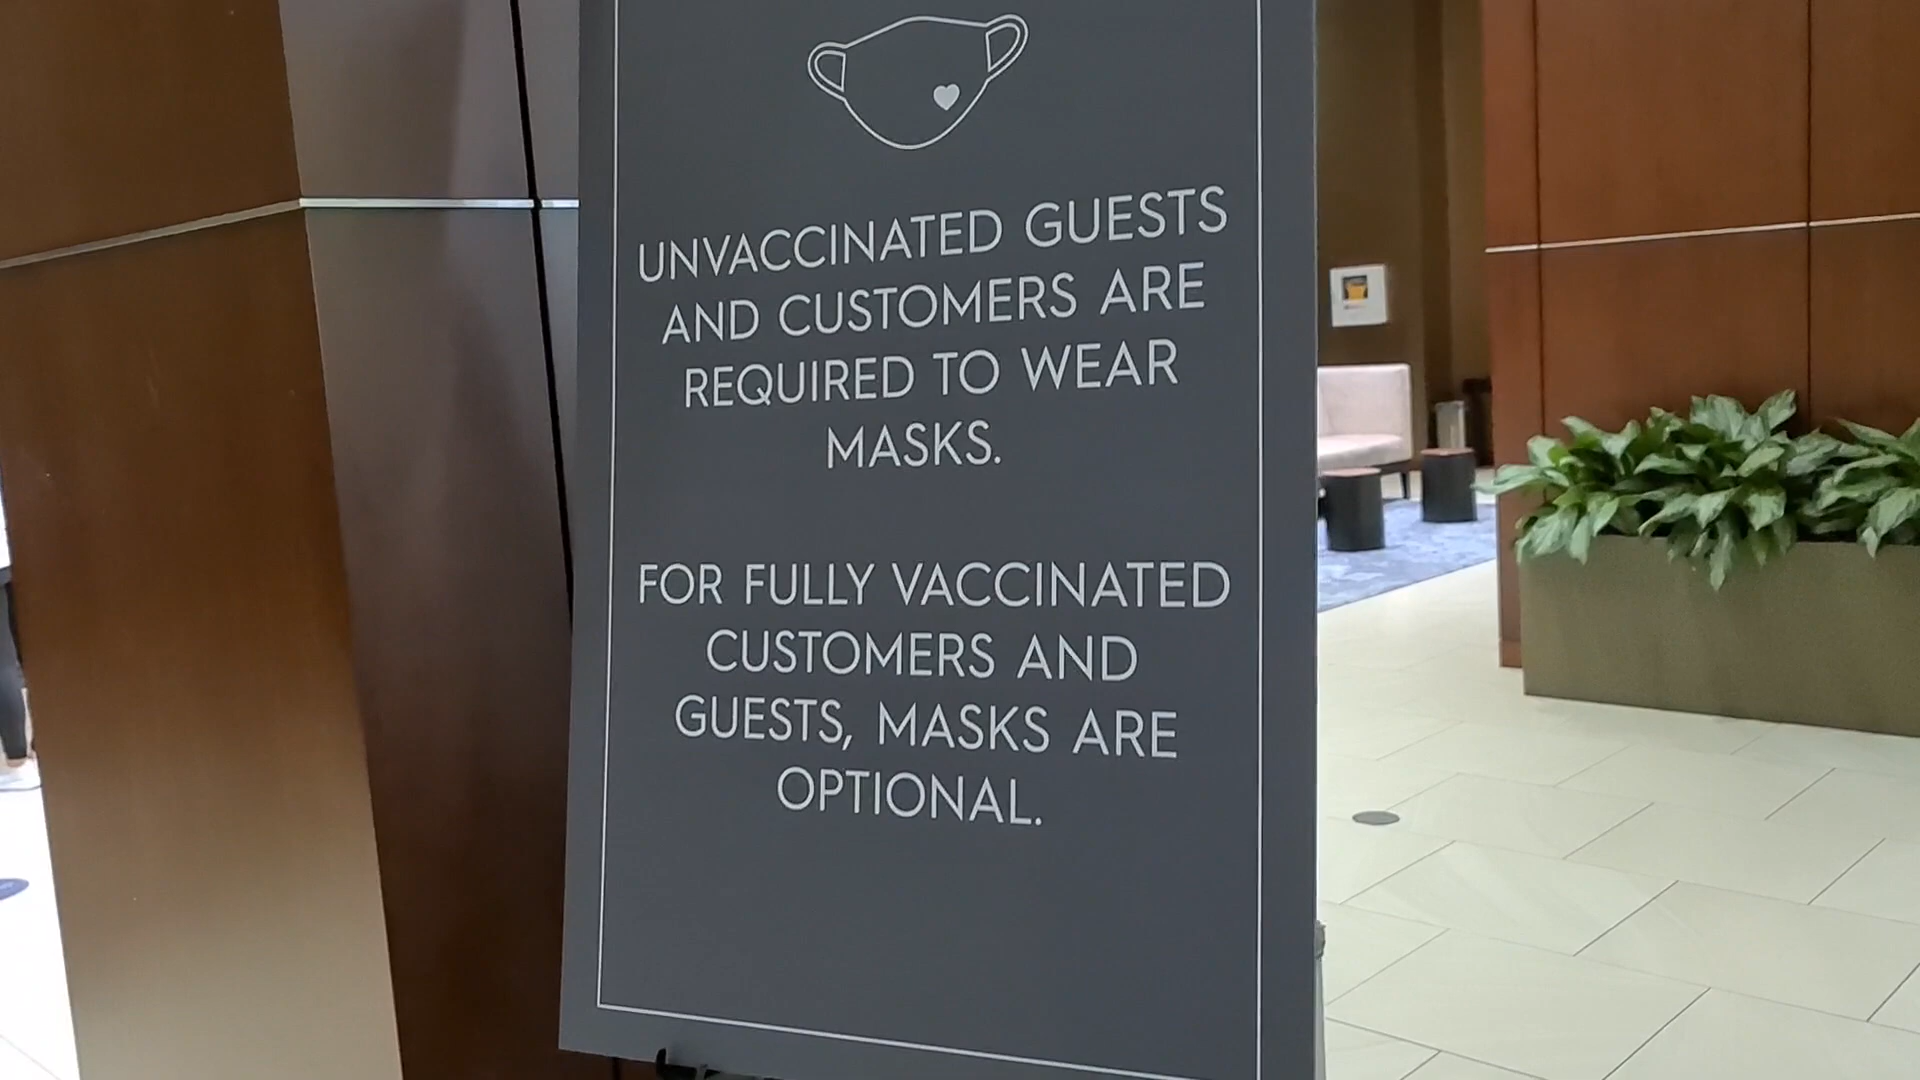 UNVACCINATED GUESTS
AND CUSTOMERS ARE
REQUIRED TO WEAR
MASKS.
FOR FULLY VACCINATED
CUSTOMERS AND
GUESTS, MASKS ARE
OPTIONAL.